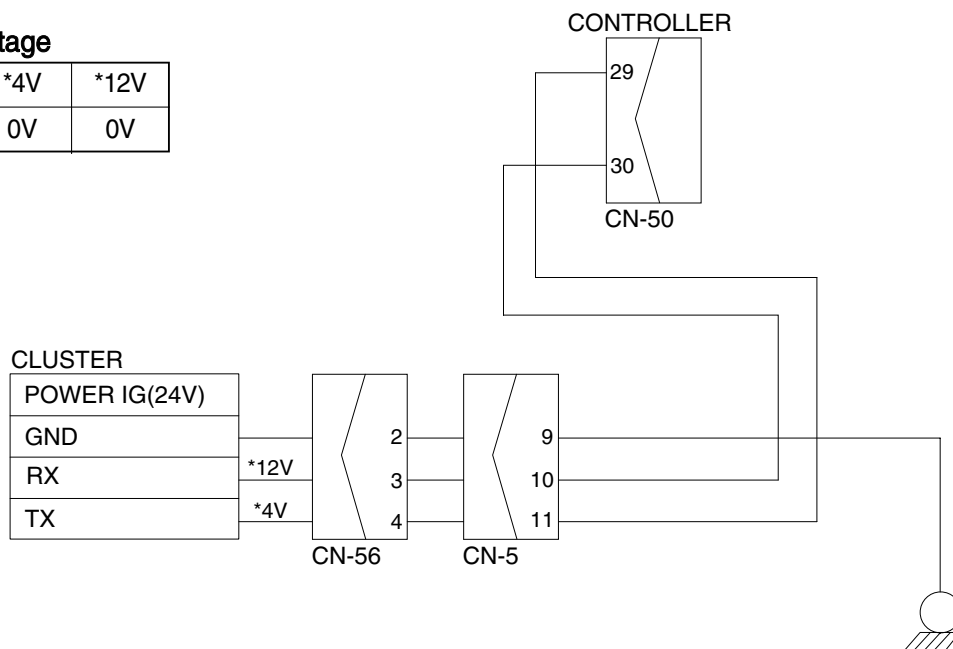 CONTROLLER
*4V *12V
0V 0V
29
30
CN-50
CLUSTER
POWER IG(24V)
GND
RX
TX
*12V
*4V
2
3
4
CN-56
9
10
11
CN-5